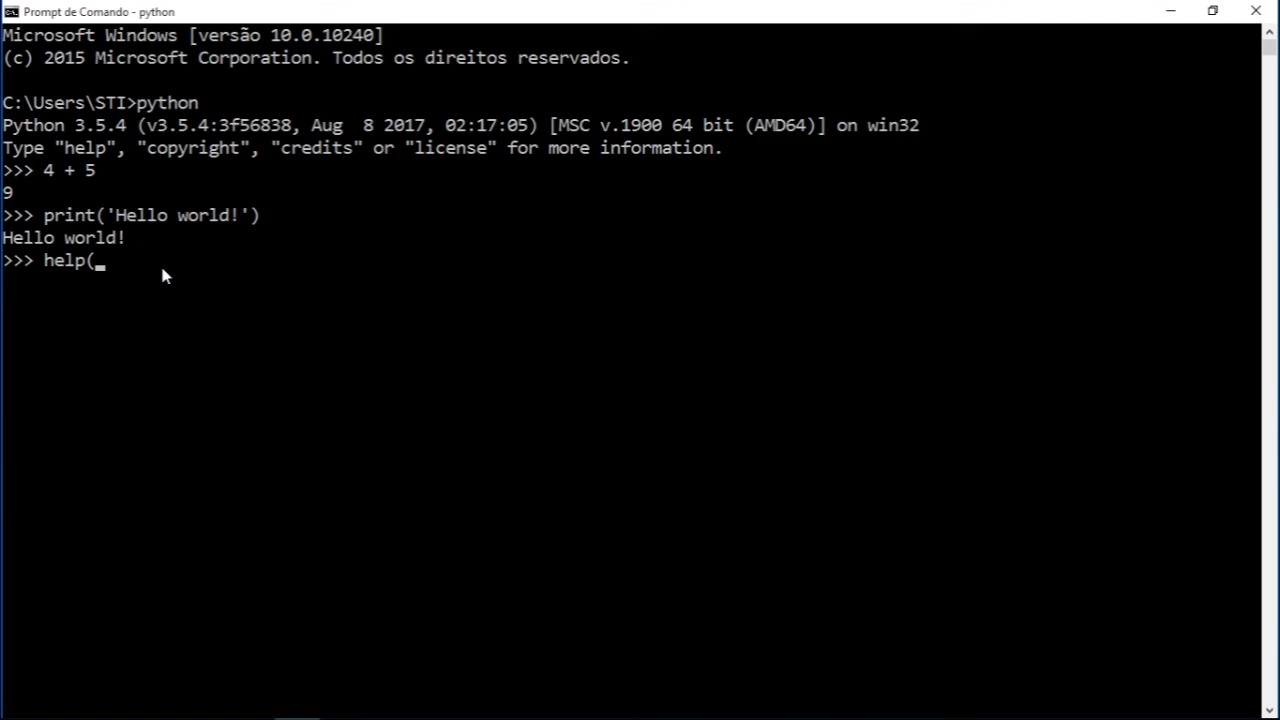 Prompt de Comando - python
Microsoft Windows [versão 10.0.10240]
(c) 2015 Microsoft Corporation. Todos os direitos reservados.
C:\Users\STI>python
Python 3.5.4 (v3.5.4:3f56838, Aug  8 2017, 02:17:05) [MSC v.1900 64 bit (AMD64)] on win32
Type "help", "copyright", "credits" or "license" for more information.
>>> 4 + 5
9
>>> print('Hello world!')
Hello world!
>>> help(